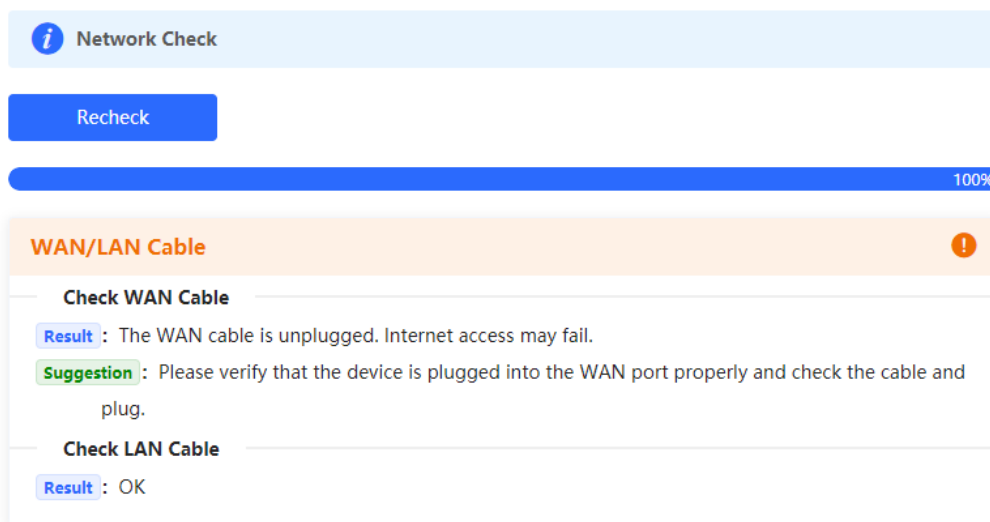 Network Check
Recheck
100%
WAN/LAN Cable
Check WAN Cable
Result : The WAN cable is unplugged. Internet access may fail.
Suggestion : Please verify that the device is plugged into the WAN port properly and check the cable and
plug.
Check LAN Cable
Result : OK